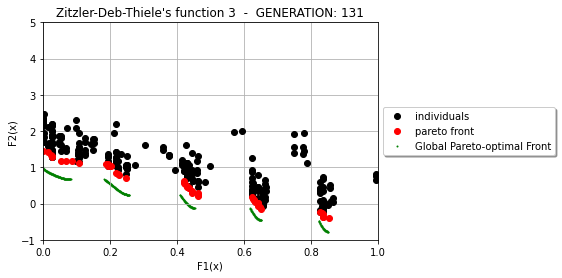 Zitzler-Deb-Thiele's function 3 - GENERATION: 131
5
4
3
2
1
0
−1
F2(x)
0.0 0.2 0.4 0.6 0.8 1.0
F1(x)
individuals
pareto front
Global Pareto-optimal Front